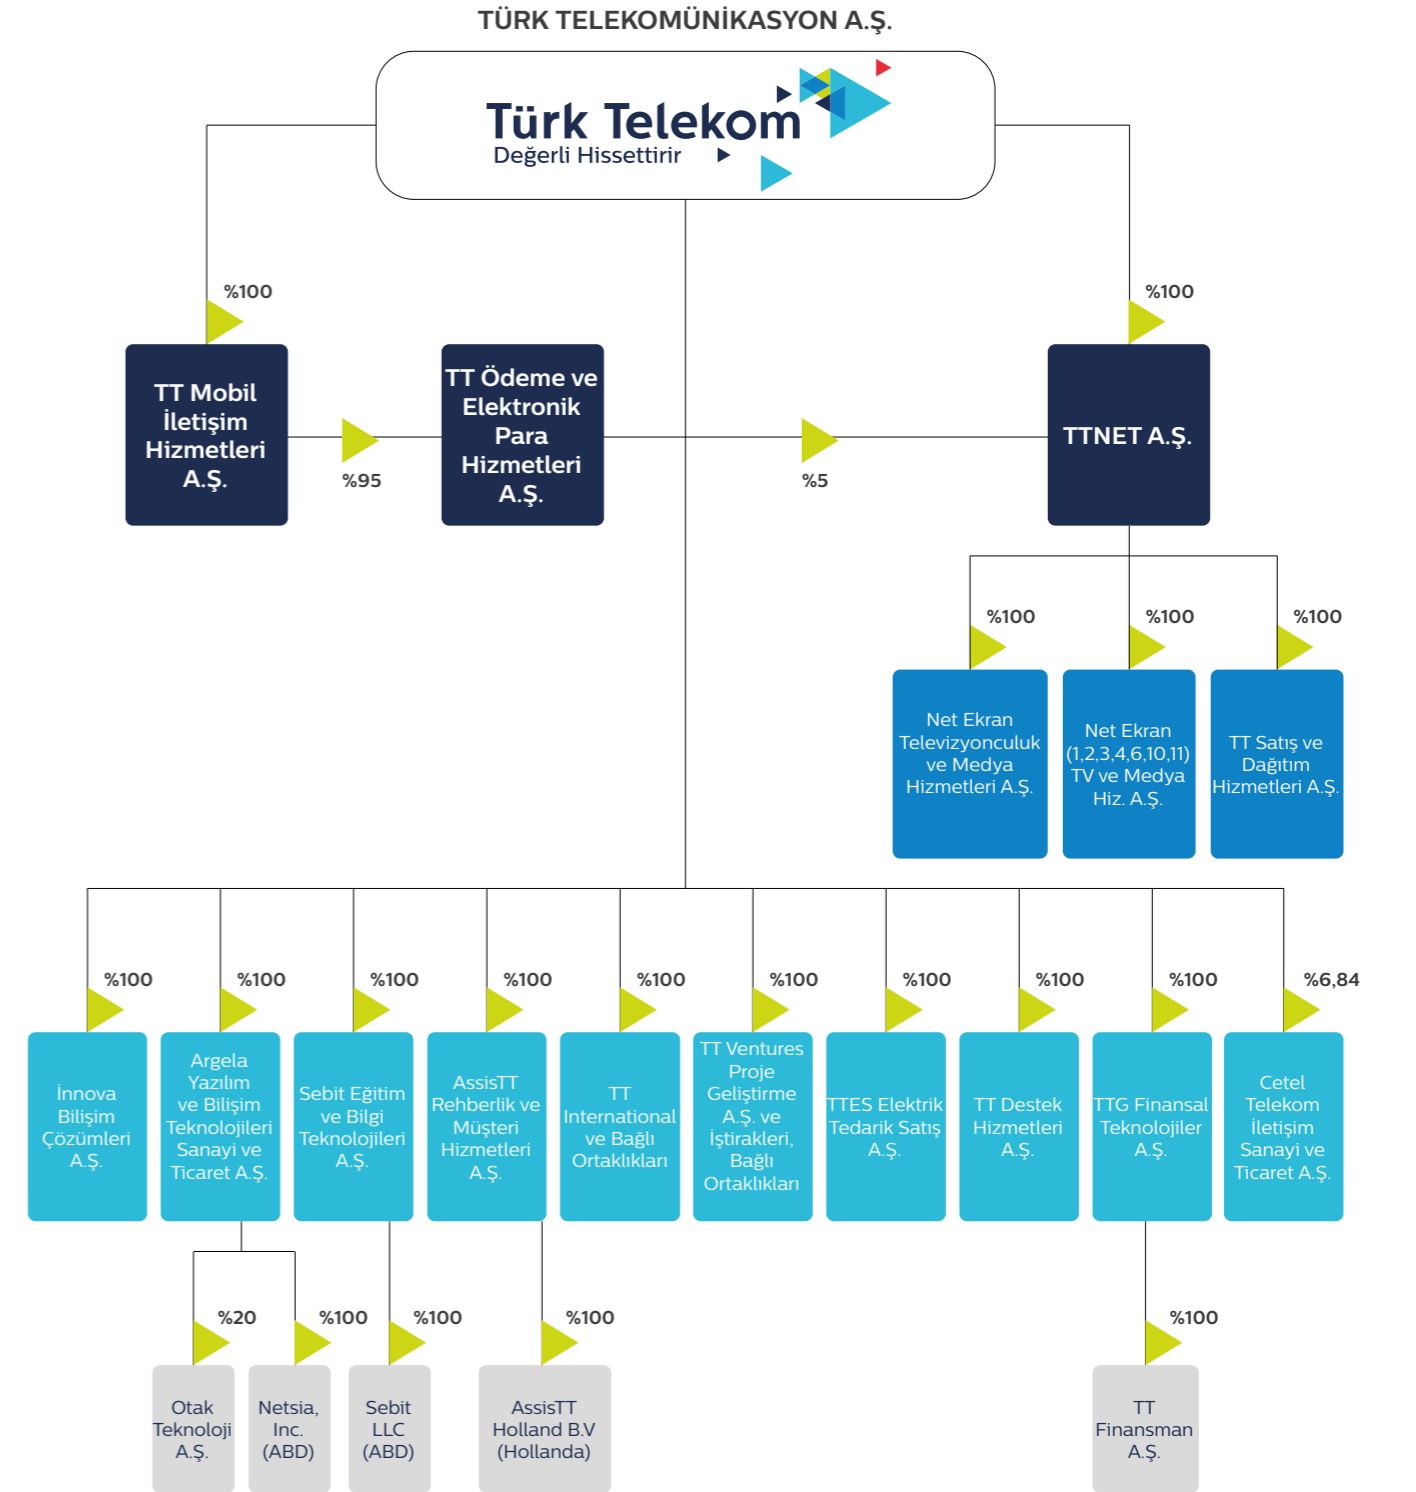 TÜRK TELEKOMÜNİKASYON A.Ş.
Türk Telekom
Değerli Hissettirir
%100
%100
TT Mobil
İletişim
Hizmetleri
A.Ş.
%95
TT Ödeme ve
Elektronik
Para
Hizmetleri
A.Ş.
%5
TTNET A.Ş.
%100
%100
%100
Net Ekran
Televizyonculuk
ve Medya
Hizmetleri A.Ş.
Net Ekran
(1,2,3,4,6,10,11)
TV ve Medya
Hiz. A.Ş.
TT Satış ve
Dağıtım
Hizmetleri A.Ş.
%100
%100
%100
%100
%100
%100
%100
%100
%100
%6,84
İnnova
Bilişim
Çözümleri
A.Ş.
Argela
Yazılım
ve Bilişim
Teknolojileri
Sanayi ve
Ticaret A.Ş.
Sebit Eğitim
ve Bilgi
Teknolojileri
A.Ş.
AssisTT
Rehberlik ve
Müşteri
Hizmetleri
A.Ş.
TT
International
ve Bağlı
Ortaklıkları
TT Ventures
Proje
Geliştirme
A.Ş. ve
İştirakleri,
Bağlı
Ortaklıkları
TTES Elektrik
Tedarik Satış
A.Ş.
TT Destek
Hizmetleri
A.Ş.
TTG Finansal
Teknolojiler
A.Ş.
Cetel
Telekom
İletişim
Sanayi ve
Ticaret A.Ş.
%20
%100
%100
%100
%100
Otak
Teknoloji
A.Ş.
Netsia,
Inc.
(ABD)
Sebit
LLC
(ABD)
AssisTT
Holland B.V
(Hollanda)
TT
Finansman
A.Ş.